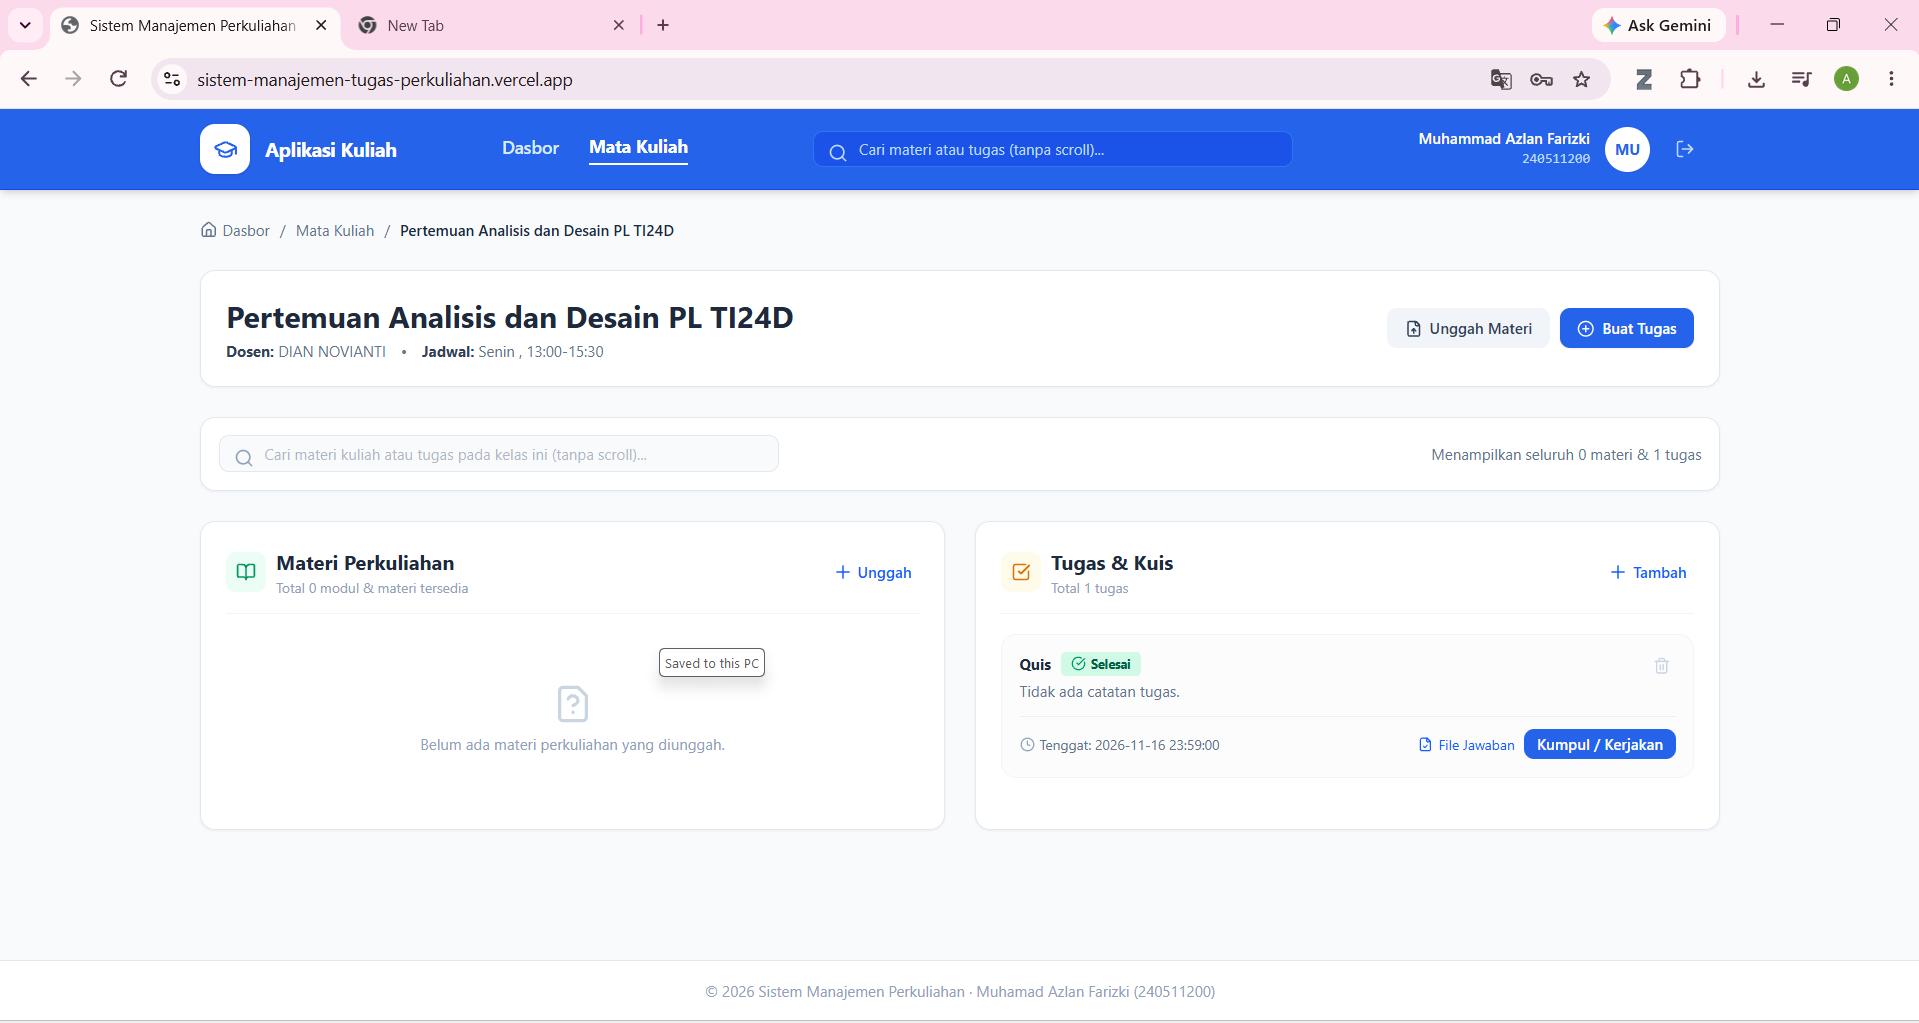 Sistem Manajemen Perkuliahan
New Tab
Ask Gemini
sistem-manajemen-tugas-perkuliahan.vercel.app
A
Aplikasi Kuliah
Dasbor
Mata Kuliah
Cari materi atau tugas (tanpa scroll)...
Muhammad Azlan Farizki
240511200
MU
Dasbor / Mata Kuliah / Pertemuan Analisis dan Desain PL TI24D
Pertemuan Analisis dan Desain PL TI24D
Dosen: DIAN NOVIANTI • Jadwal: Senin , 13:00-15:30
Unggah Materi
Buat Tugas
Cari materi kuliah atau tugas pada kelas ini (tanpa scroll)...
Menampilkan seluruh 0 materi & 1 tugas
Materi Perkuliahan
Total 0 modul & materi tersedia
+ Unggah
Saved to this PC
Belum ada materi perkuliahan yang diunggah.
Tugas & Kuis
Total 1 tugas
+ Tambah
Quis Selesai
Tidak ada catatan tugas.
Tenggat: 2026-11-16 23:59:00
File Jawaban
Kumpul / Kerjakan
© 2026 Sistem Manajemen Perkuliahan · Muhamad Azlan Farizki (240511200)